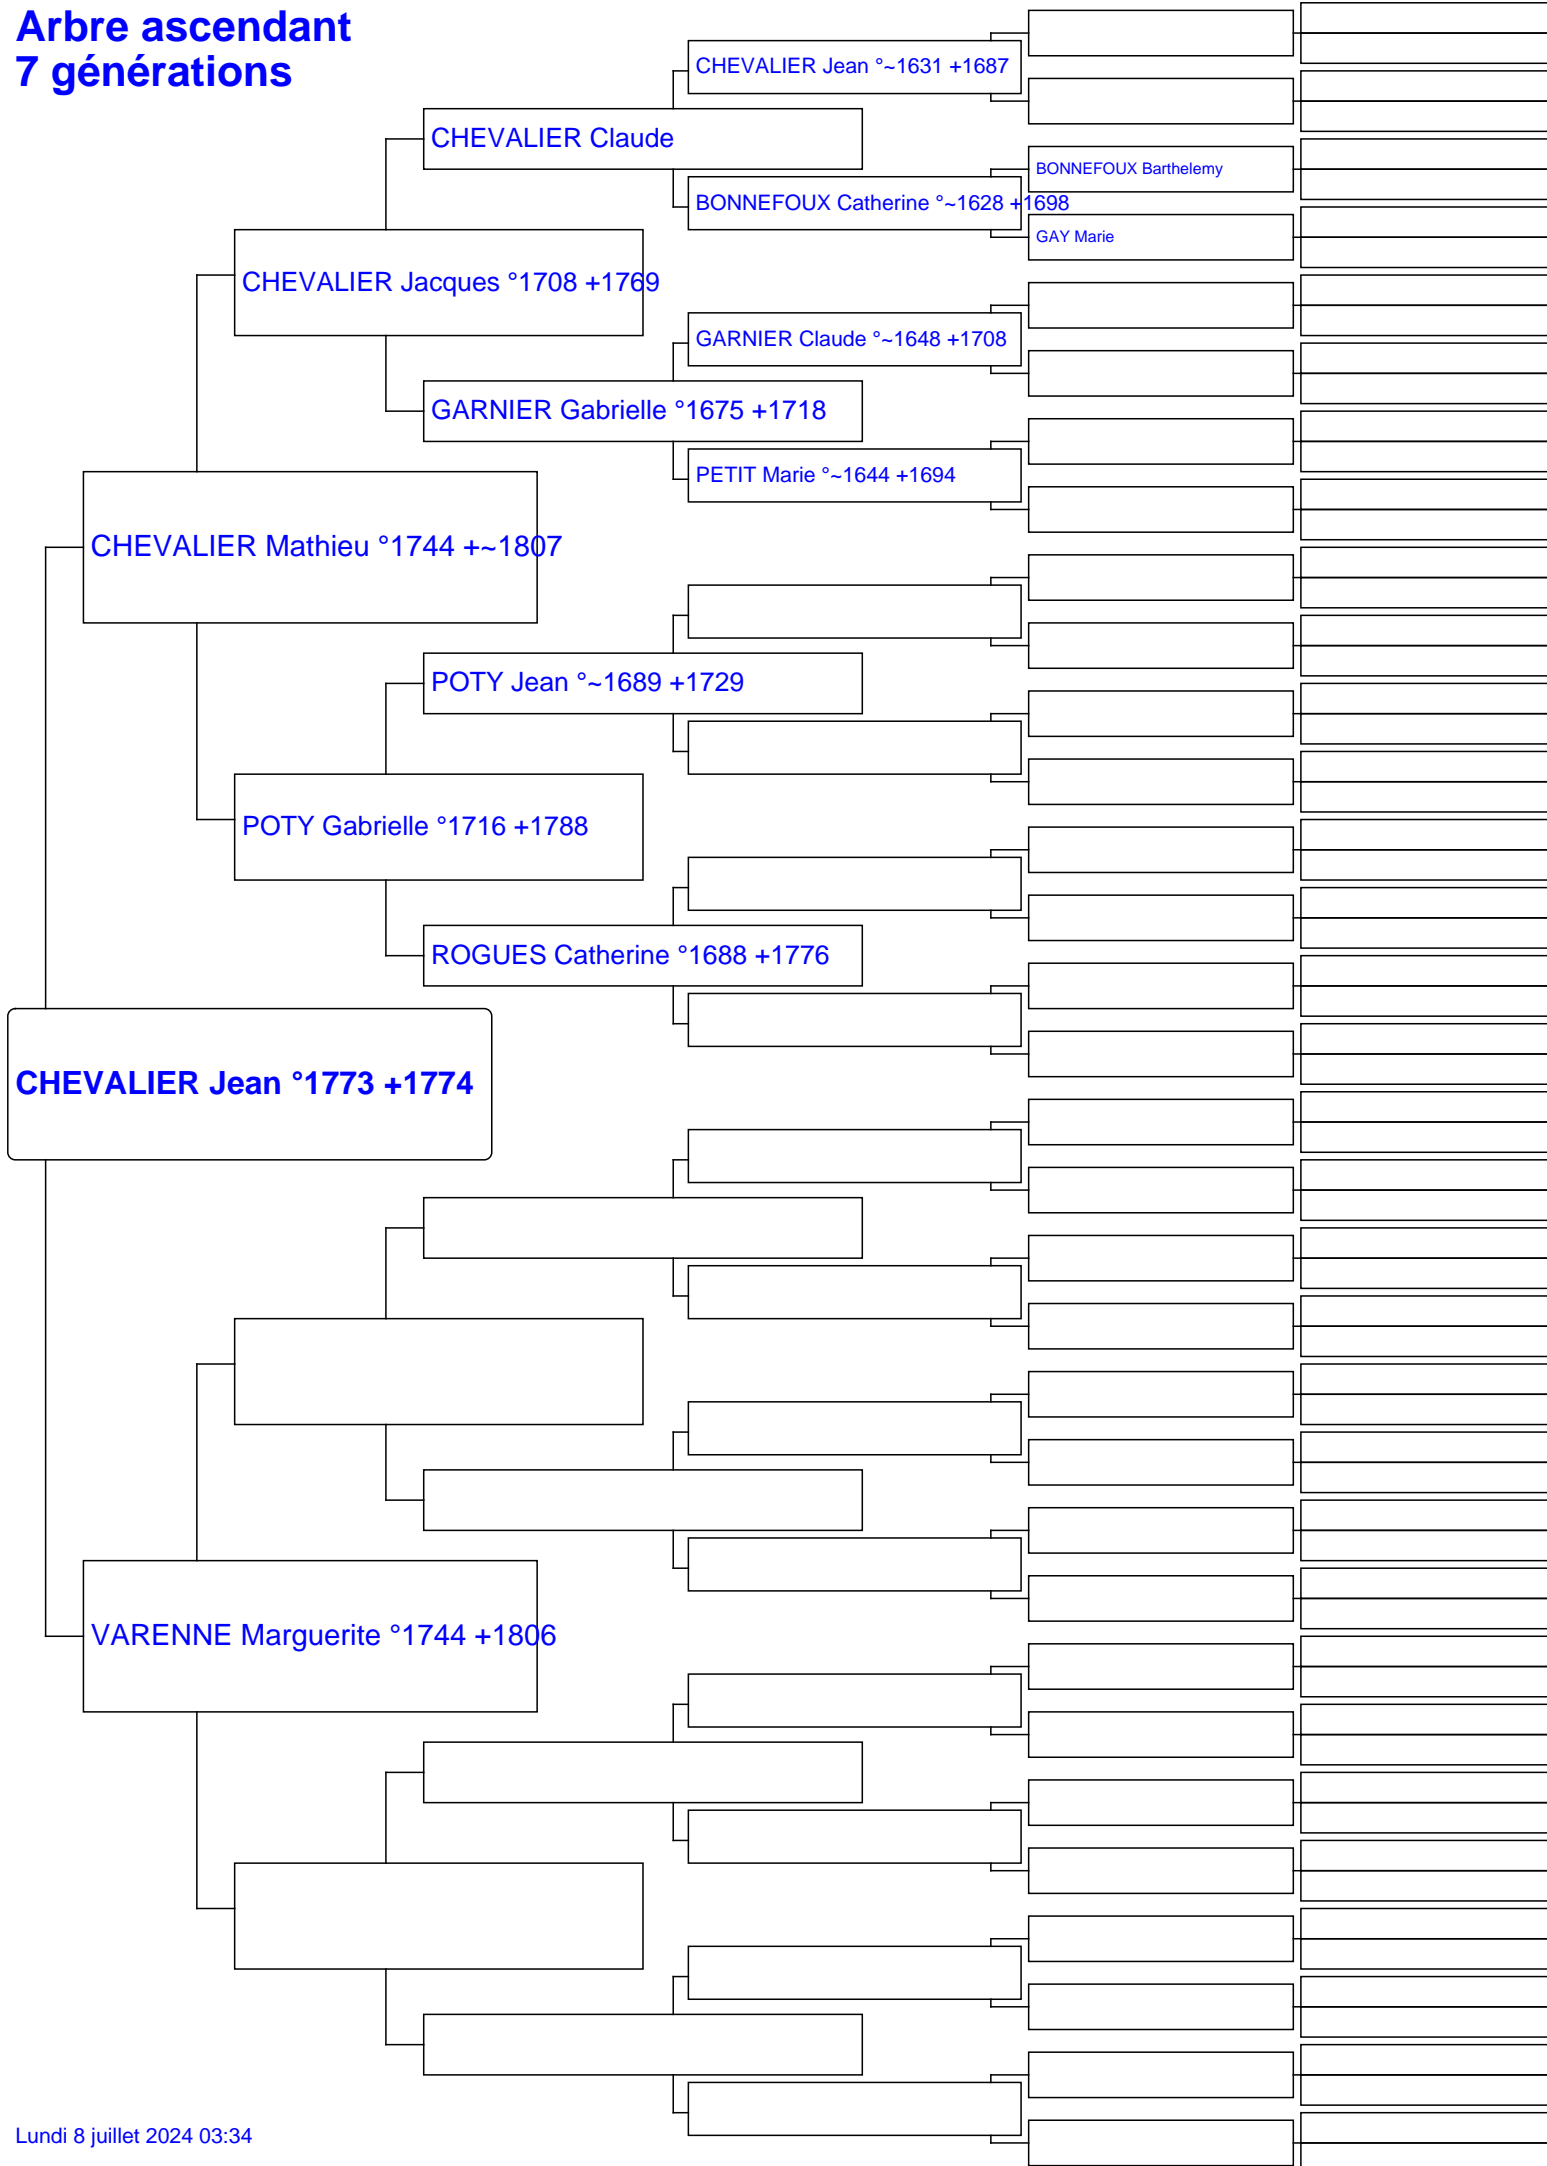 Arbre ascendant
7 générations
CHEVALIER Jean °~1631 +1687
CHEVALIER Claude
BONNEFOUX Barthelemy
BONNEFOUX Catherine °~1628 +1698
GAY Marie
CHEVALIER Jacques °1708 +1769
GARNIER Claude °~1648 +1708
GARNIER Gabrielle °1675 +1718
PETIT Marie °~1644 +1694
CHEVALIER Mathieu °1744 +~1807
POTY Jean °~1689 +1729
POTY Gabrielle °1716 +1788
ROGUES Catherine °1688 +1776
CHEVALIER Jean °1773 +1774
VARENNE Marguerite °1744 +1806
Lundi 8 juillet 2024 03:34